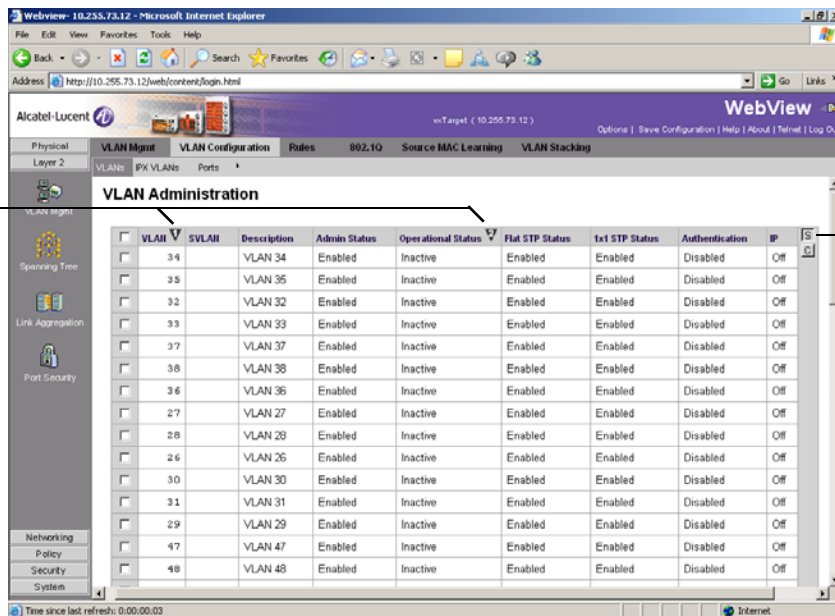 Webview- 10.255.73.12 - Microsoft Internet Explorer
File Edit View Favorites Tools Help
Back Search Favorites
Address http://10.255.73.12/web/content/login.html Go Links
Alcatel-Lucent
vxTarget ( 10.255.73.12 )
WebView
Options | Save Configuration | Help | About | Telnet | Log Ou
Physical VLAN Mgmt VLAN Configuration Rules 802.1Q Source MAC Learning VLAN Stacking
Layer 2 VLANs IPX VLANs Ports
VLAN Administration
VLAN Mgmt
Spanning Tree
Link Aggregation
Port Security
VLAN SVLAN Description Admin Status Operational Status Flat STP Status 1x1 STP Status Authentication IP S
C
34 VLAN 34 Enabled Inactive Enabled Enabled Disabled Off
35 VLAN 35 Enabled Inactive Enabled Enabled Disabled Off
32 VLAN 32 Enabled Inactive Enabled Enabled Disabled Off
33 VLAN 33 Enabled Inactive Enabled Enabled Disabled Off
37 VLAN 37 Enabled Inactive Enabled Enabled Disabled Off
38 VLAN 38 Enabled Inactive Enabled Enabled Disabled Off
36 VLAN 36 Enabled Inactive Enabled Enabled Disabled Off
27 VLAN 27 Enabled Inactive Enabled Enabled Disabled Off
28 VLAN 28 Enabled Inactive Enabled Enabled Disabled Off
26 VLAN 26 Enabled Inactive Enabled Enabled Disabled Off
30 VLAN 30 Enabled Inactive Enabled Enabled Disabled Off
31 VLAN 31 Enabled Inactive Enabled Enabled Disabled Off
29 VLAN 29 Enabled Inactive Enabled Enabled Disabled Off
47 VLAN 47 Enabled Inactive Enabled Enabled Disabled Off
48 VLAN 48 Enabled Inactive Enabled Enabled Disabled Off
Networking
Policy
Security
System
Time since last refresh: 0:00:00:03 Internet